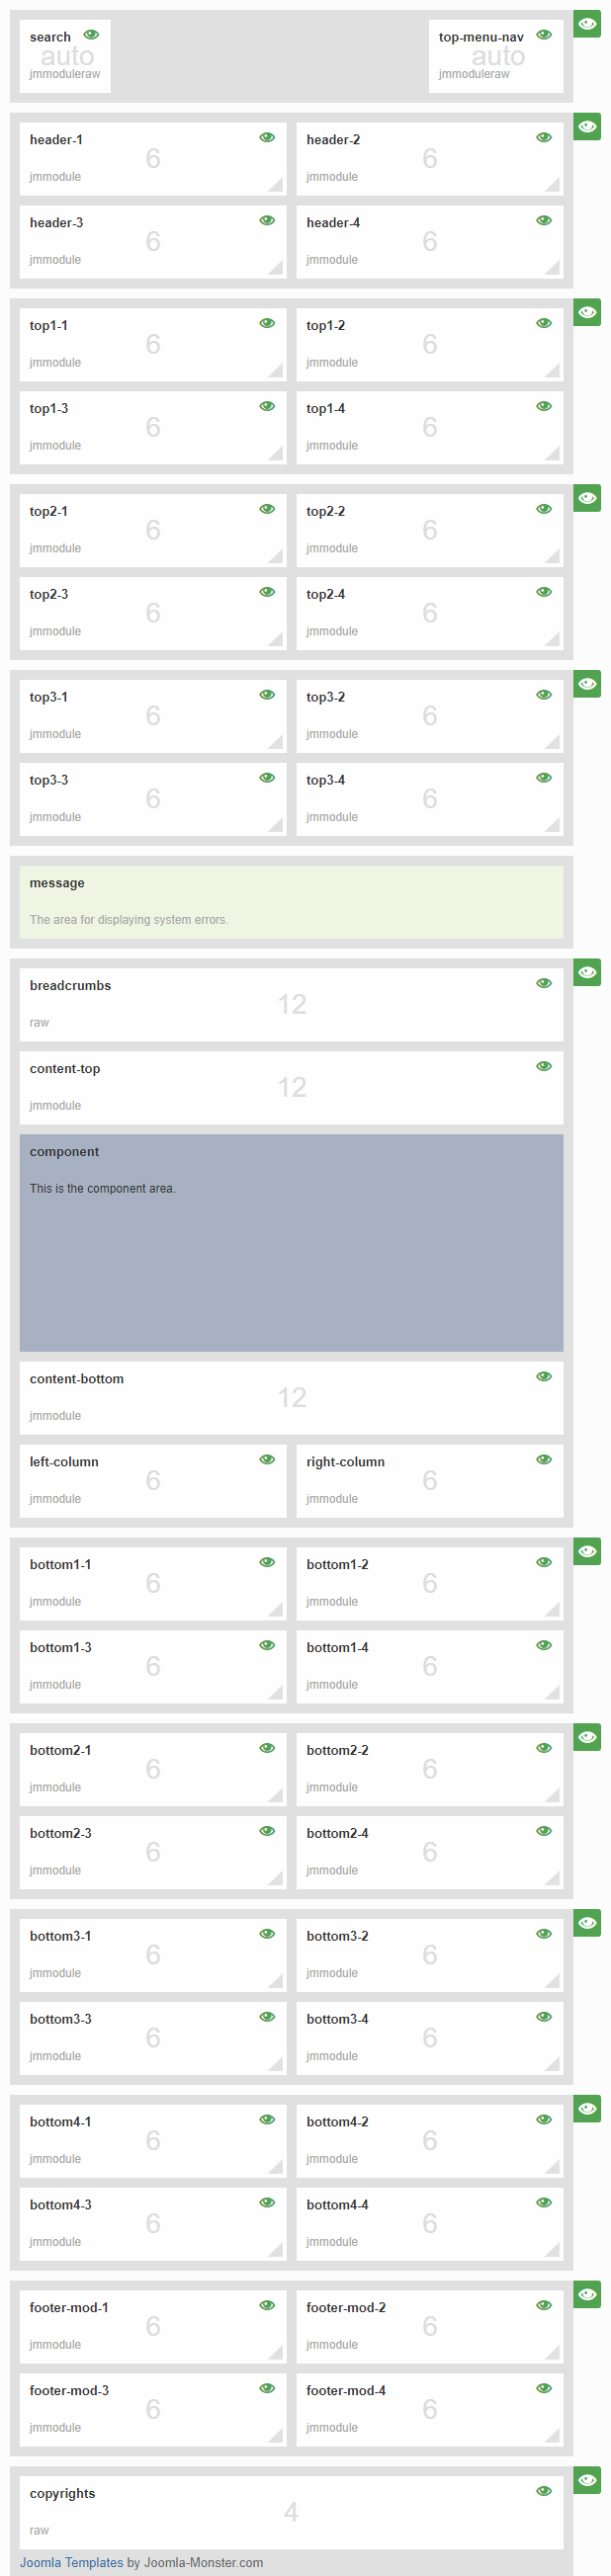 search top-menu-nav
auto auto
jmmoduleraw jmmoduleraw
header-1 header-2
6 6
jmmodule jmmodule
header-3 header-4
6 6
jmmodule jmmodule
top1-1 top1-2
6 6
jmmodule jmmodule
top1-3 top1-4
6 6
jmmodule jmmodule
top2-1 top2-2
6 6
jmmodule jmmodule
top2-3 top2-4
6 6
jmmodule jmmodule
top3-1 top3-2
6 6
jmmodule jmmodule
top3-3 top3-4
6 6
jmmodule jmmodule
message
The area for displaying system errors.
breadcrumbs
12
raw
content-top
12
jmmodule
component
This is the component area.
content-bottom
12
jmmodule
left-column right-column
6 6
jmmodule jmmodule
bottom1-1 bottom1-2
6 6
jmmodule jmmodule
bottom1-3 bottom1-4
6 6
jmmodule jmmodule
bottom2-1 bottom2-2
6 6
jmmodule jmmodule
bottom2-3 bottom2-4
6 6
jmmodule jmmodule
bottom3-1 bottom3-2
6 6
jmmodule jmmodule
bottom3-3 bottom3-4
6 6
jmmodule jmmodule
bottom4-1 bottom4-2
6 6
jmmodule jmmodule
bottom4-3 bottom4-4
6 6
jmmodule jmmodule
footer-mod-1 footer-mod-2
6 6
jmmodule jmmodule
footer-mod-3 footer-mod-4
6 6
jmmodule jmmodule
copyrights
4
raw
Joomla Templates by Joomla-Monster.com